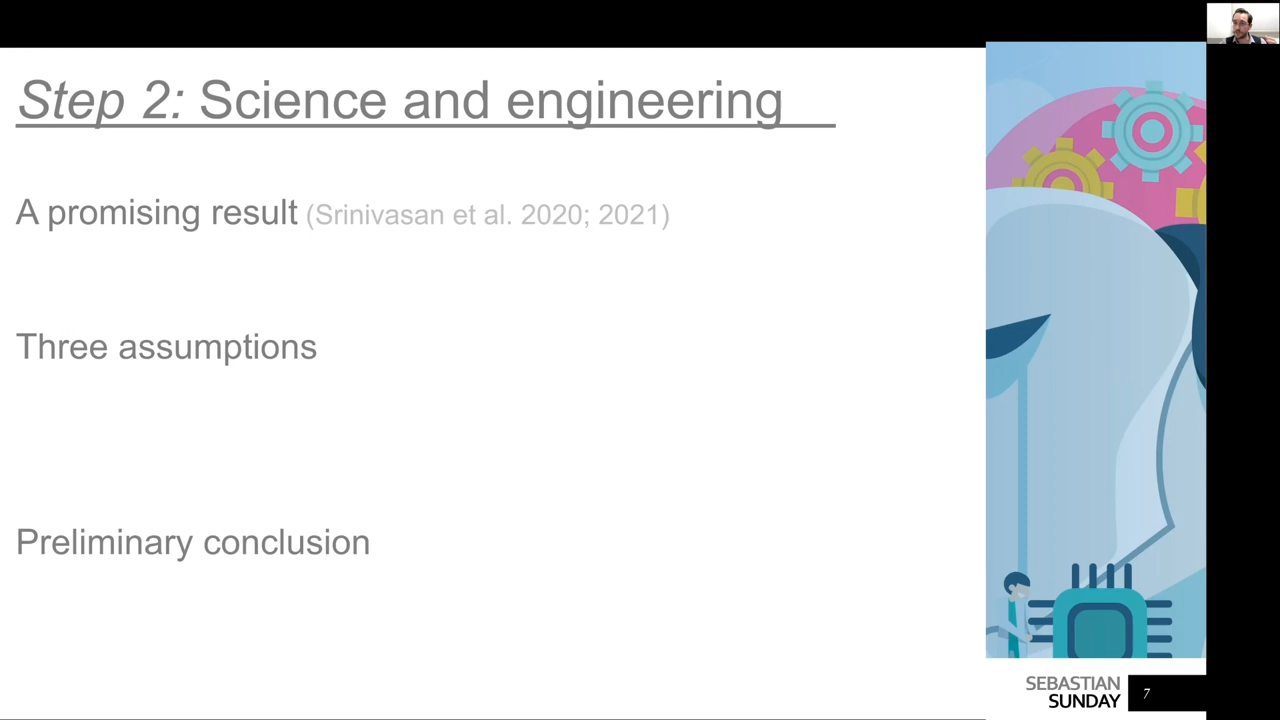 Step 2: Science and engineering
A promising result (Srinivasan et al. 2020; 2021)
Three assumptions
Preliminary conclusion
SEBASTIAN
SUNDAY
7